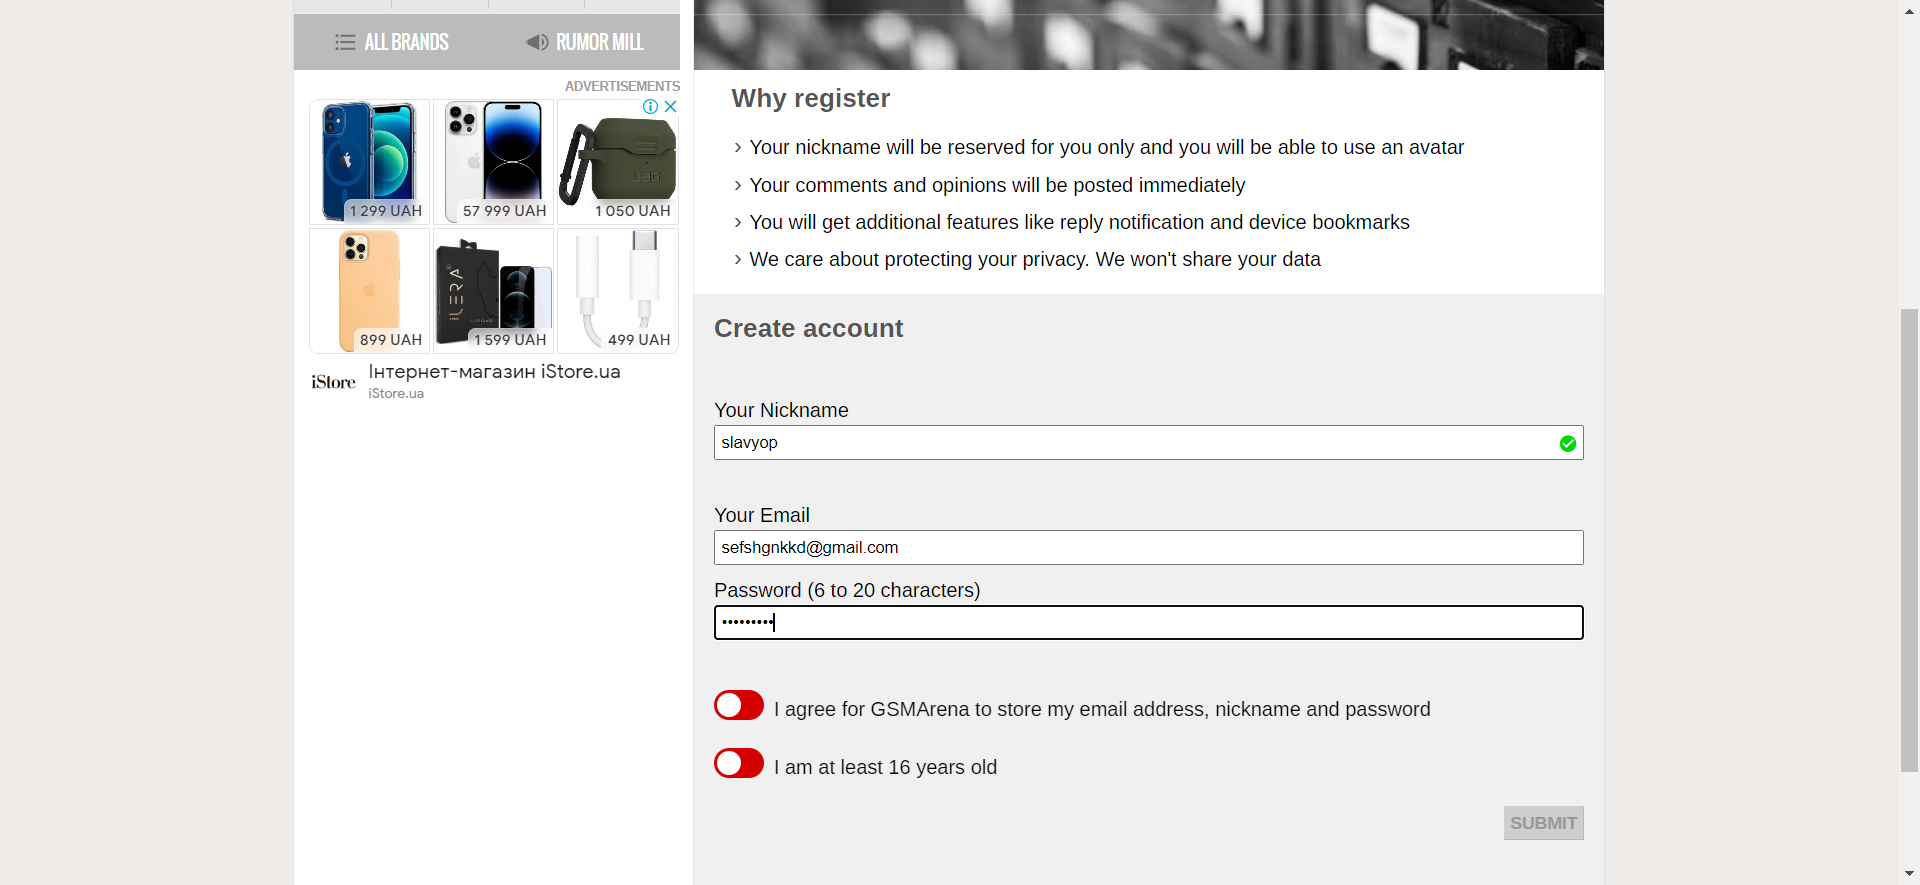 ALL BRANDS
RUMOR MILL
ADVERTISEMENTS
1 299 UAH
57 999 UAH
1 050 UAH
899 UAH
iLERA
1 599 UAH
499 UAH
iStore
Інтернет-магазин iStore.ua
iStore.ua
Why register
› Your nickname will be reserved for you only and you will be able to use an avatar
› Your comments and opinions will be posted immediately
› You will get additional features like reply notification and device bookmarks
› We care about protecting your privacy. We won't share your data
Create account
Your Nickname
slavyop
Your Email
sefshgnkkd@gmail.com
Password (6 to 20 characters)
•••••••••
I agree for GSMArena to store my email address, nickname and password
I am at least 16 years old
SUBMIT